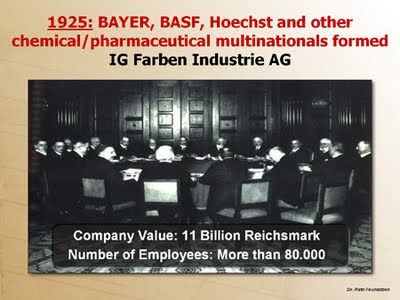 1925: BAYER, BASF, Hoechst and other
chemical/pharmaceutical multinationals formed
IG Farben Industrie AG
Company Value: 11 Billion Reichsmark
Number of Employees: More than 80.000
Dr. Rath Foundation